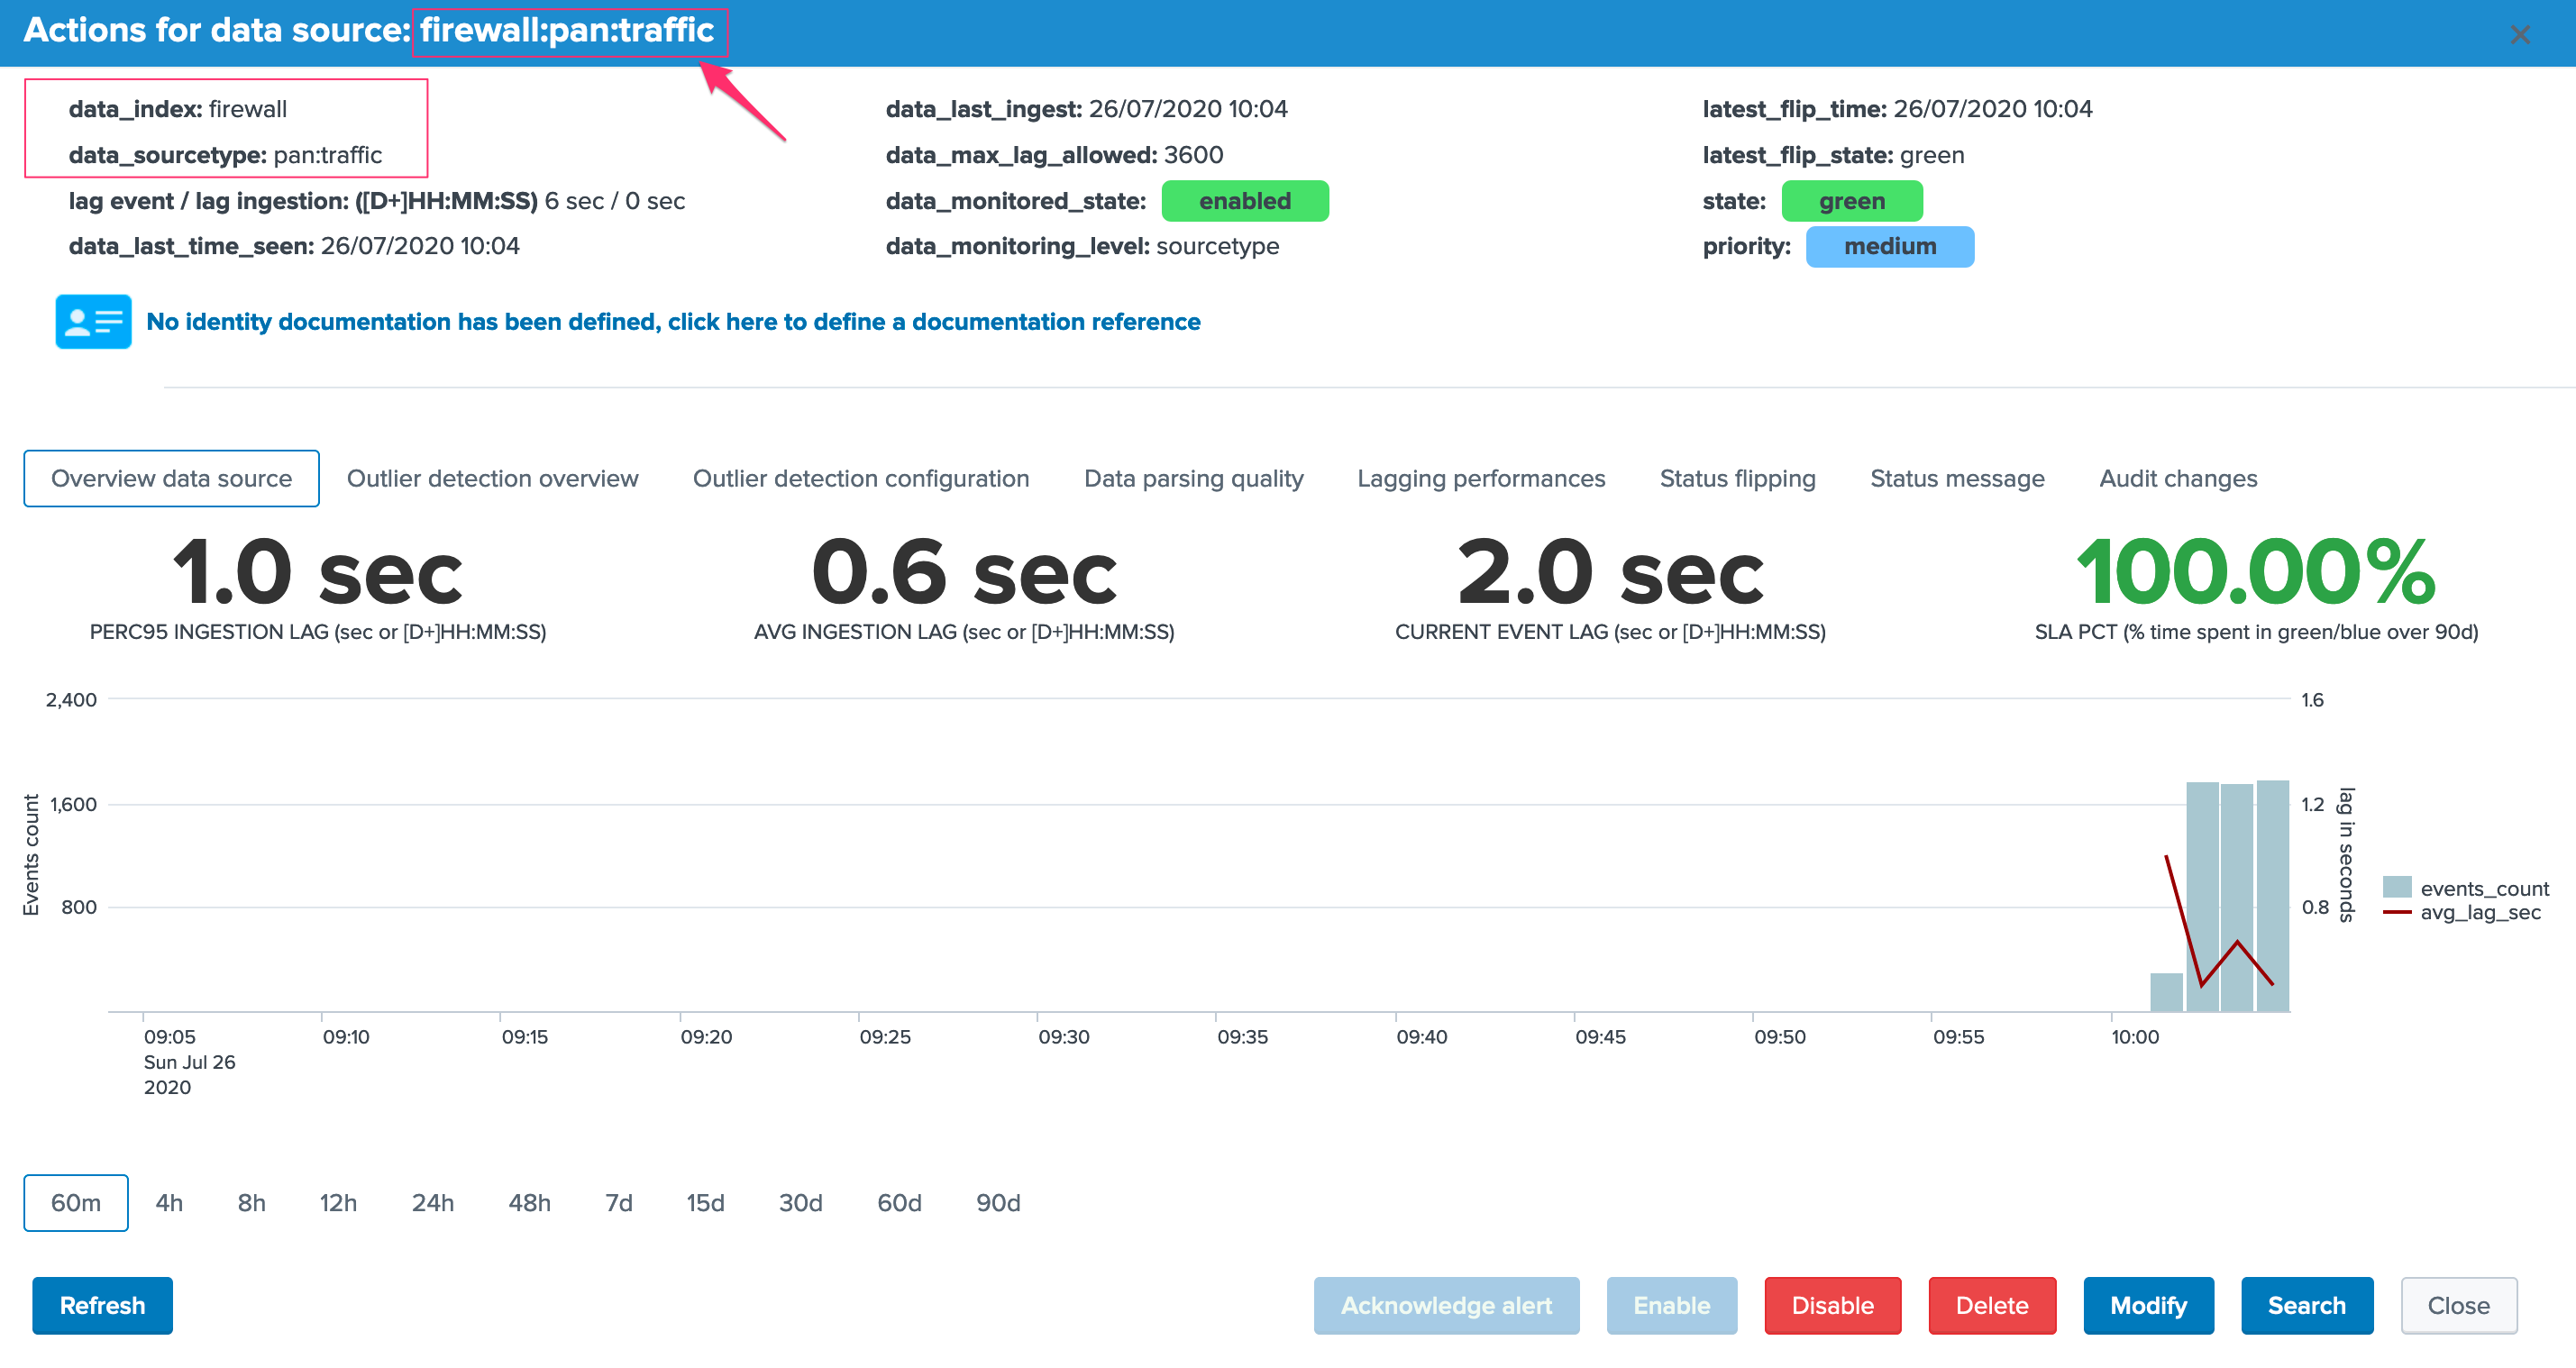 Actions for data source: firewall:pan:traffic
data_index: firewall
data_sourcetype: pan:traffic
lag event / lag ingestion: ([D+]HH:MM:SS) 6 sec / 0 sec
data_last_time_seen: 26/07/2020 10:04
data_last_ingest: 26/07/2020 10:04
data_max_lag_allowed: 3600
data_monitored_state: enabled
data_monitoring_level: sourcetype
latest_flip_time: 26/07/2020 10:04
latest_flip_state: green
state: green
priority: medium
No identity documentation has been defined, click here to define a documentation reference
Overview data source Outlier detection overview Outlier detection configuration Data parsing quality Lagging performances Status flipping Status message Audit changes
1.0 sec
PERC95 INGESTION LAG (sec or [D+]HH:MM:SS)
0.6 sec
AVG INGESTION LAG (sec or [D+]HH:MM:SS)
2.0 sec
CURRENT EVENT LAG (sec or [D+]HH:MM:SS)
100.00%
SLA PCT (% time spent in green/blue over 90d)
Events count
2,400
1,600
800
1.6
1.2
0.8
lag in seconds
events_count
avg_lag_sec
09:05 09:10 09:15 09:20 09:25 09:30 09:35 09:40 09:45 09:50 09:55 10:00
Sun Jul 26
2020
60m 4h 8h 12h 24h 48h 7d 15d 30d 60d 90d
Refresh Acknowledge alert Enable Disable Delete Modify Search Close